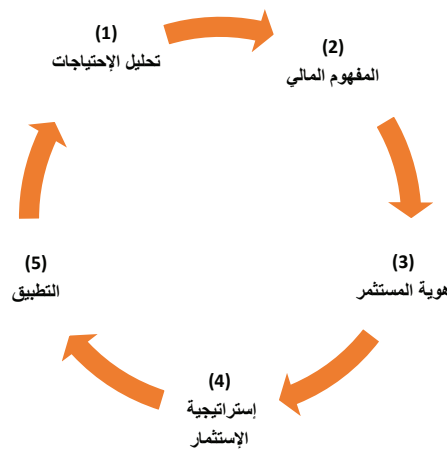 (1)
تحليل الإحتياجات
(2)
المفهوم المالي
(3)
هوية المستثمر
(4)
إستراتيجية
الإستثمار
(5)
التطبيق